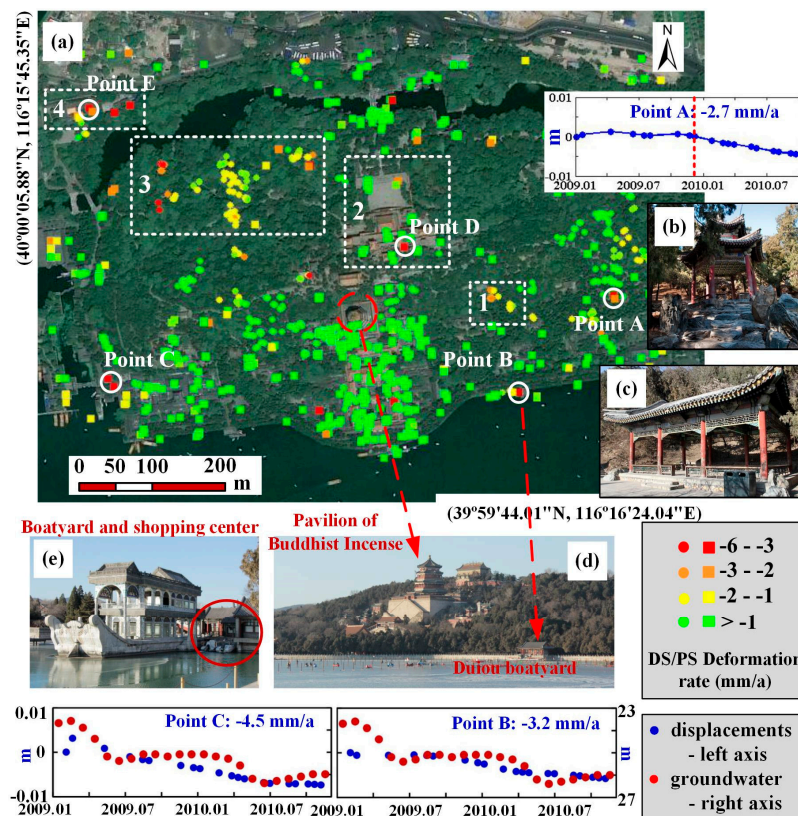 (a)
N
Point E
4
3
2
Point D
1
Point A
Point C
Point B
0 50 100 200
m
(40°00'05.88"N, 116°15'45.35"E)
0.01
Point A: -2.7 mm/a
m
-0.01
2009.01 2009.07 2010.01 2010.07
(b)
(c)
(39°59'44.01"N, 116°16'24.04"E)
Boatyard and shopping center
(e)
Pavilion of
Buddhist Incense
(d)
Duiou boatyard
-6 - -3
-3 - -2
-2 - -1
> -1
DS/PS Deformation
rate (mm/a)
0.01
Point C: -4.5 mm/a
m
0
-0.01
2009.01 2009.07 2010.01 2010.07
Point B: -3.2 mm/a
23
m
27
2009.01 2009.07 2010.01 2010.07
displacements
- left axis
groundwater
- right axis